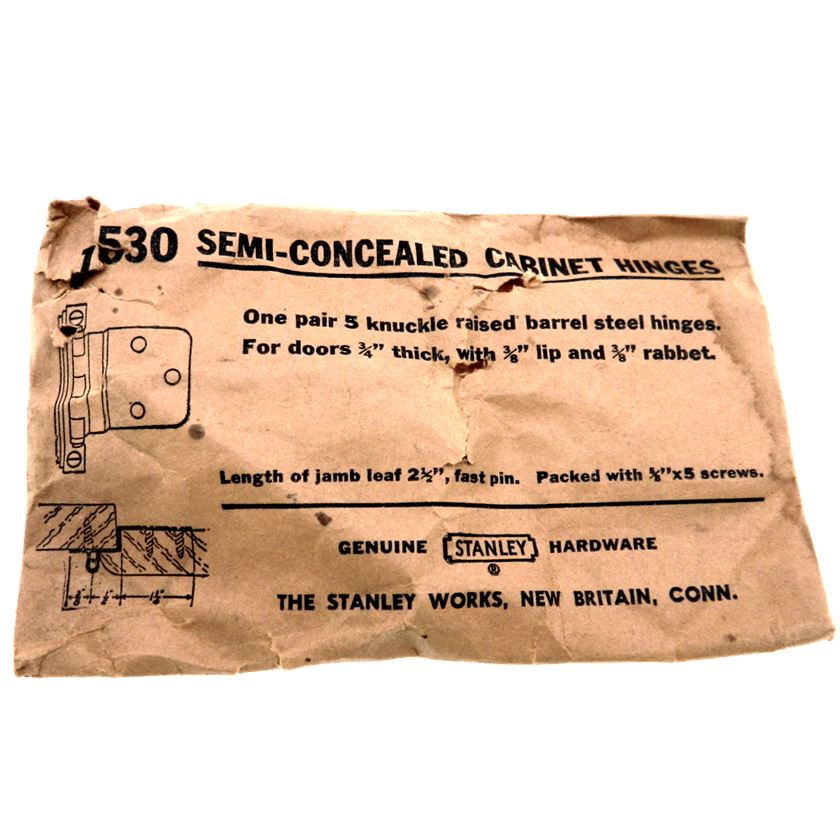 1530 SEMI-CONCEALED CABINET HINGES
One pair 5 knuckle raised barrel steel hinges.
For doors ¾" thick, with ⅜" lip and ⅜" rabbet.
Length of jamb leaf 2½", fast pin. Packed with ⅝"x5 screws.
GENUINE STANLEY HARDWARE
®
THE STANLEY WORKS, NEW BRITAIN, CONN.